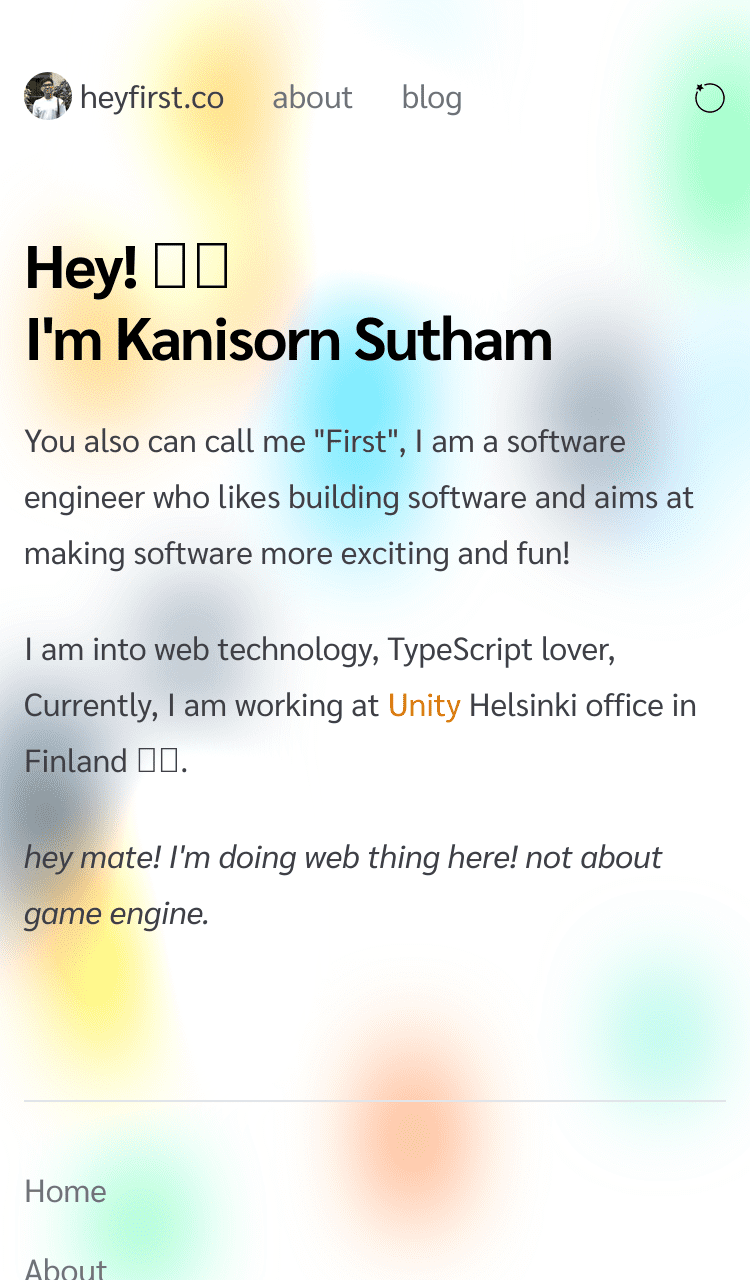 heyfirst.co about blog
Hey!
I'm Kanisorn Sutham
You also can call me "First", I am a software
engineer who likes building software and aims at
making software more exciting and fun!
I am into web technology, TypeScript lover,
Currently, I am working at Unity Helsinki office in
Finland .
hey mate! I'm doing web thing here! not about
game engine.
Home
About